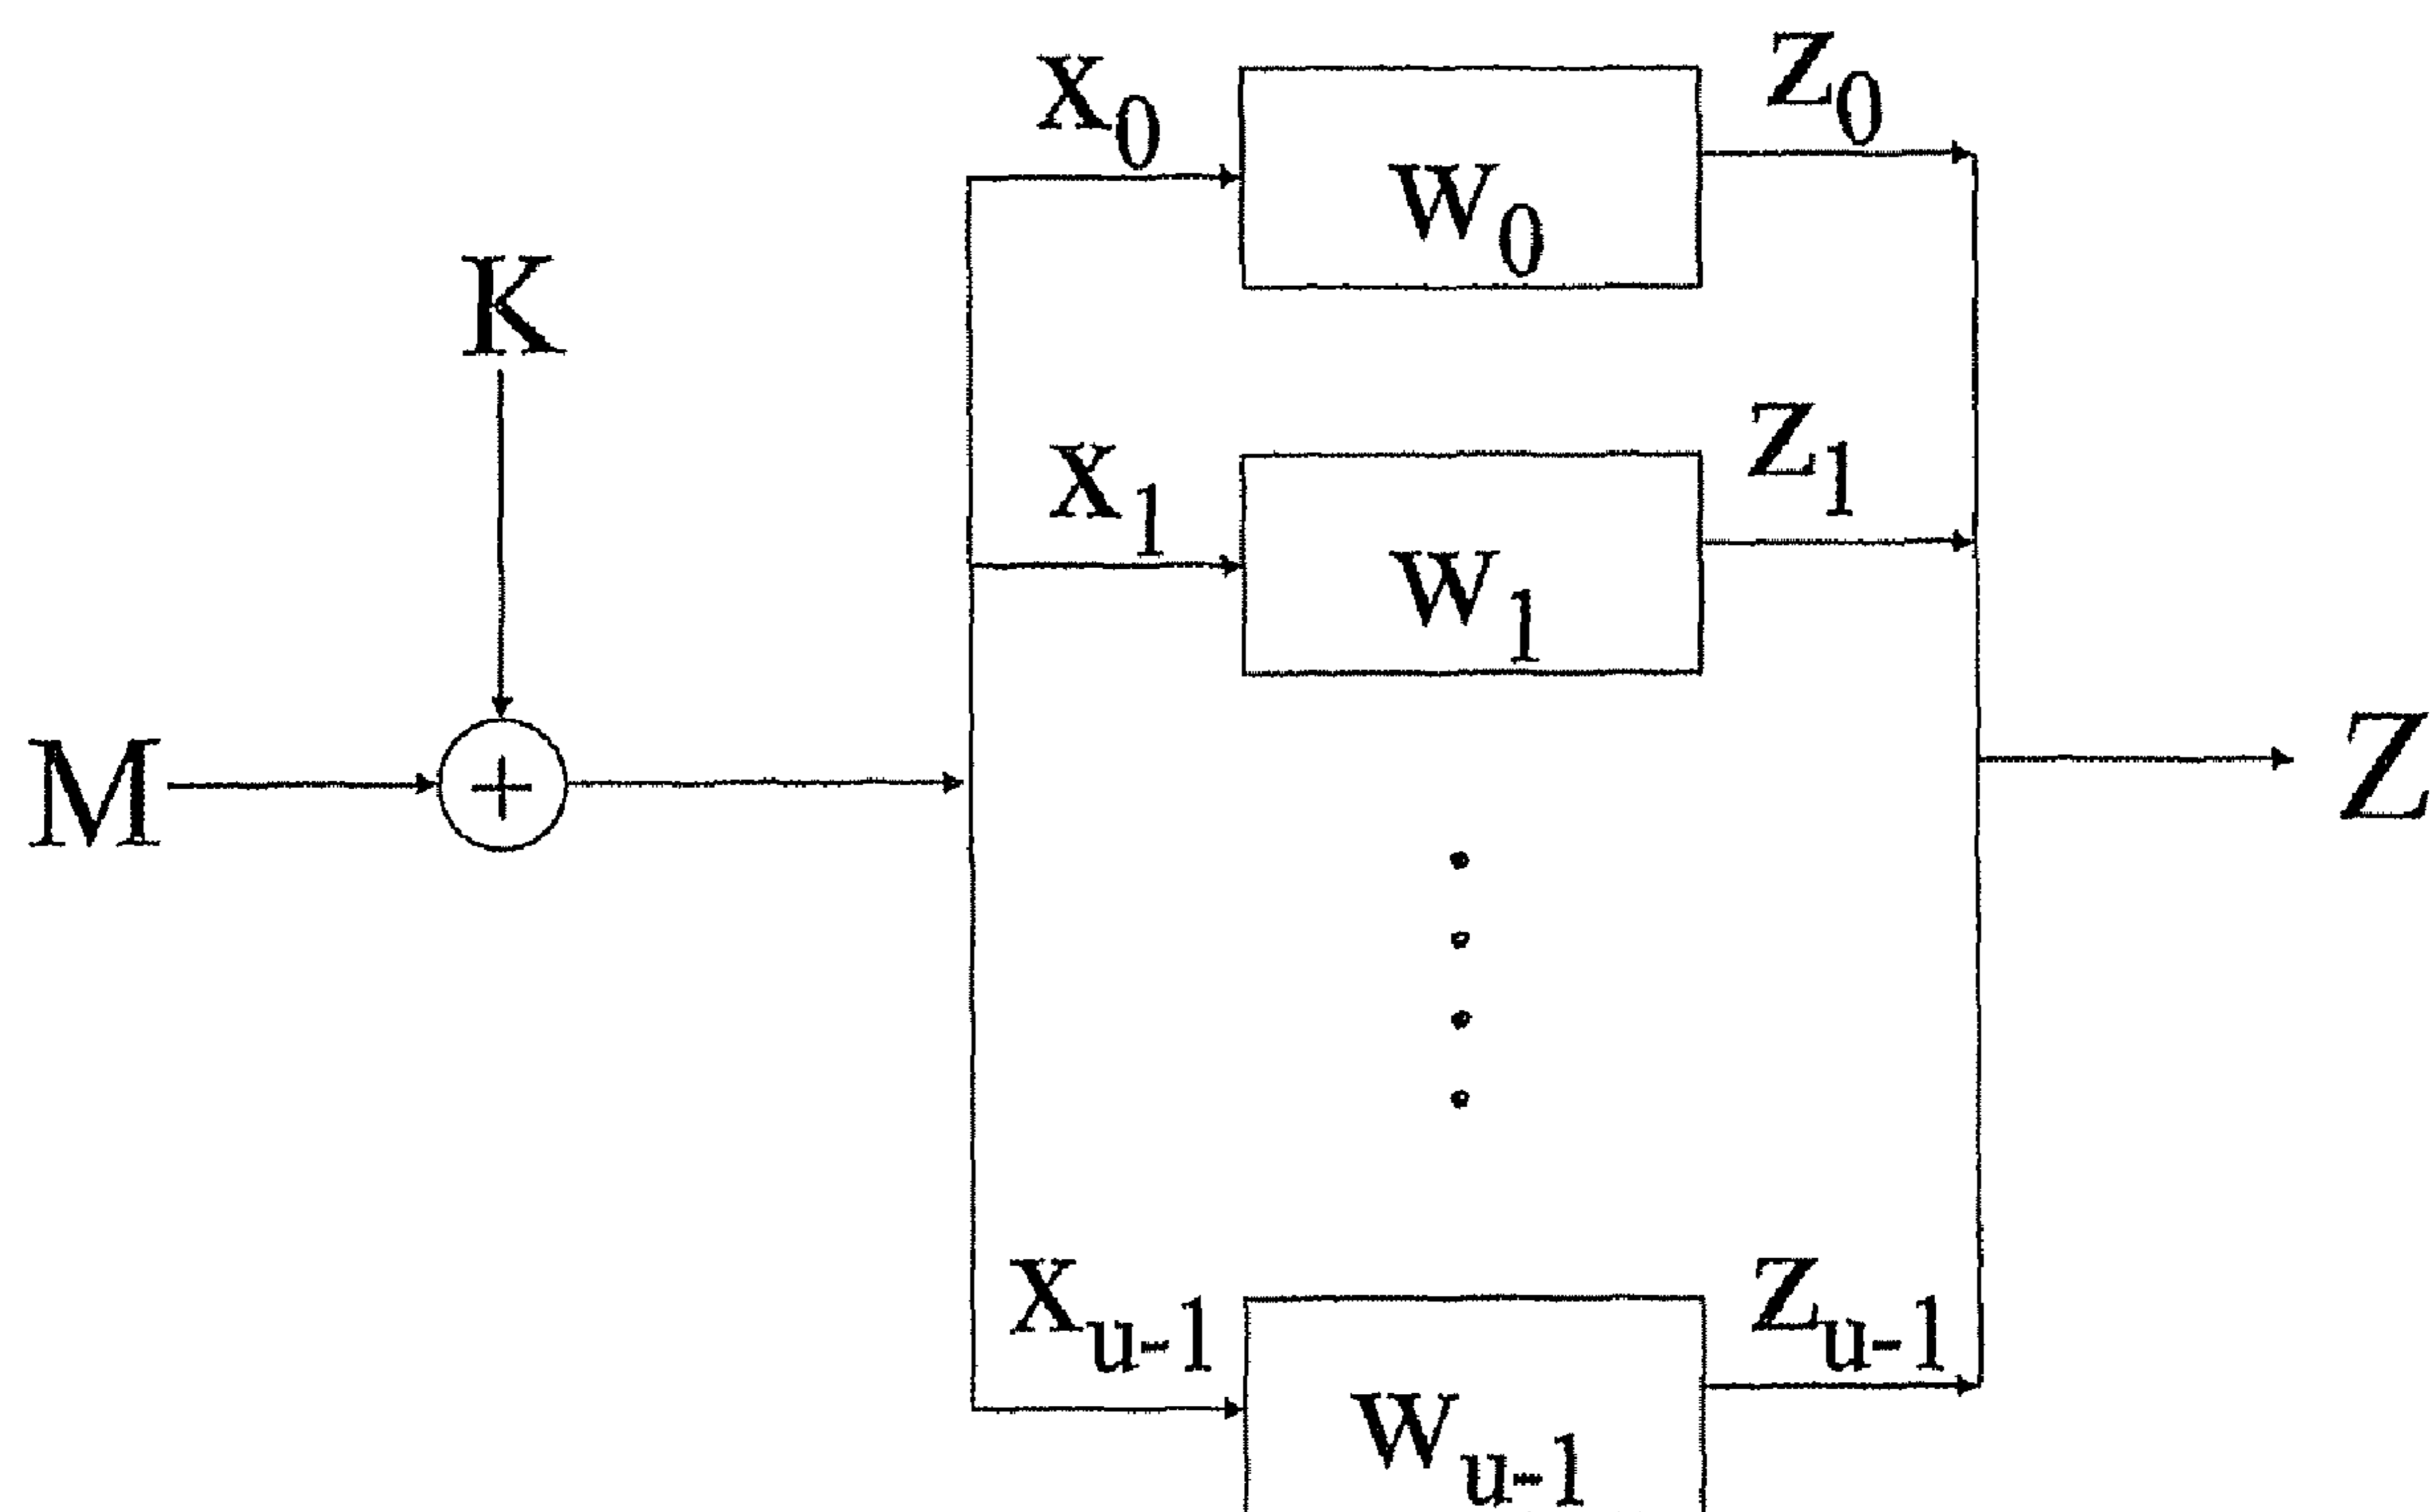 x₀ W₀ z₀
K
x₁ W₁ z₁
M + Z
xᵤ₋₁ Wᵤ₋₁ zᵤ₋₁